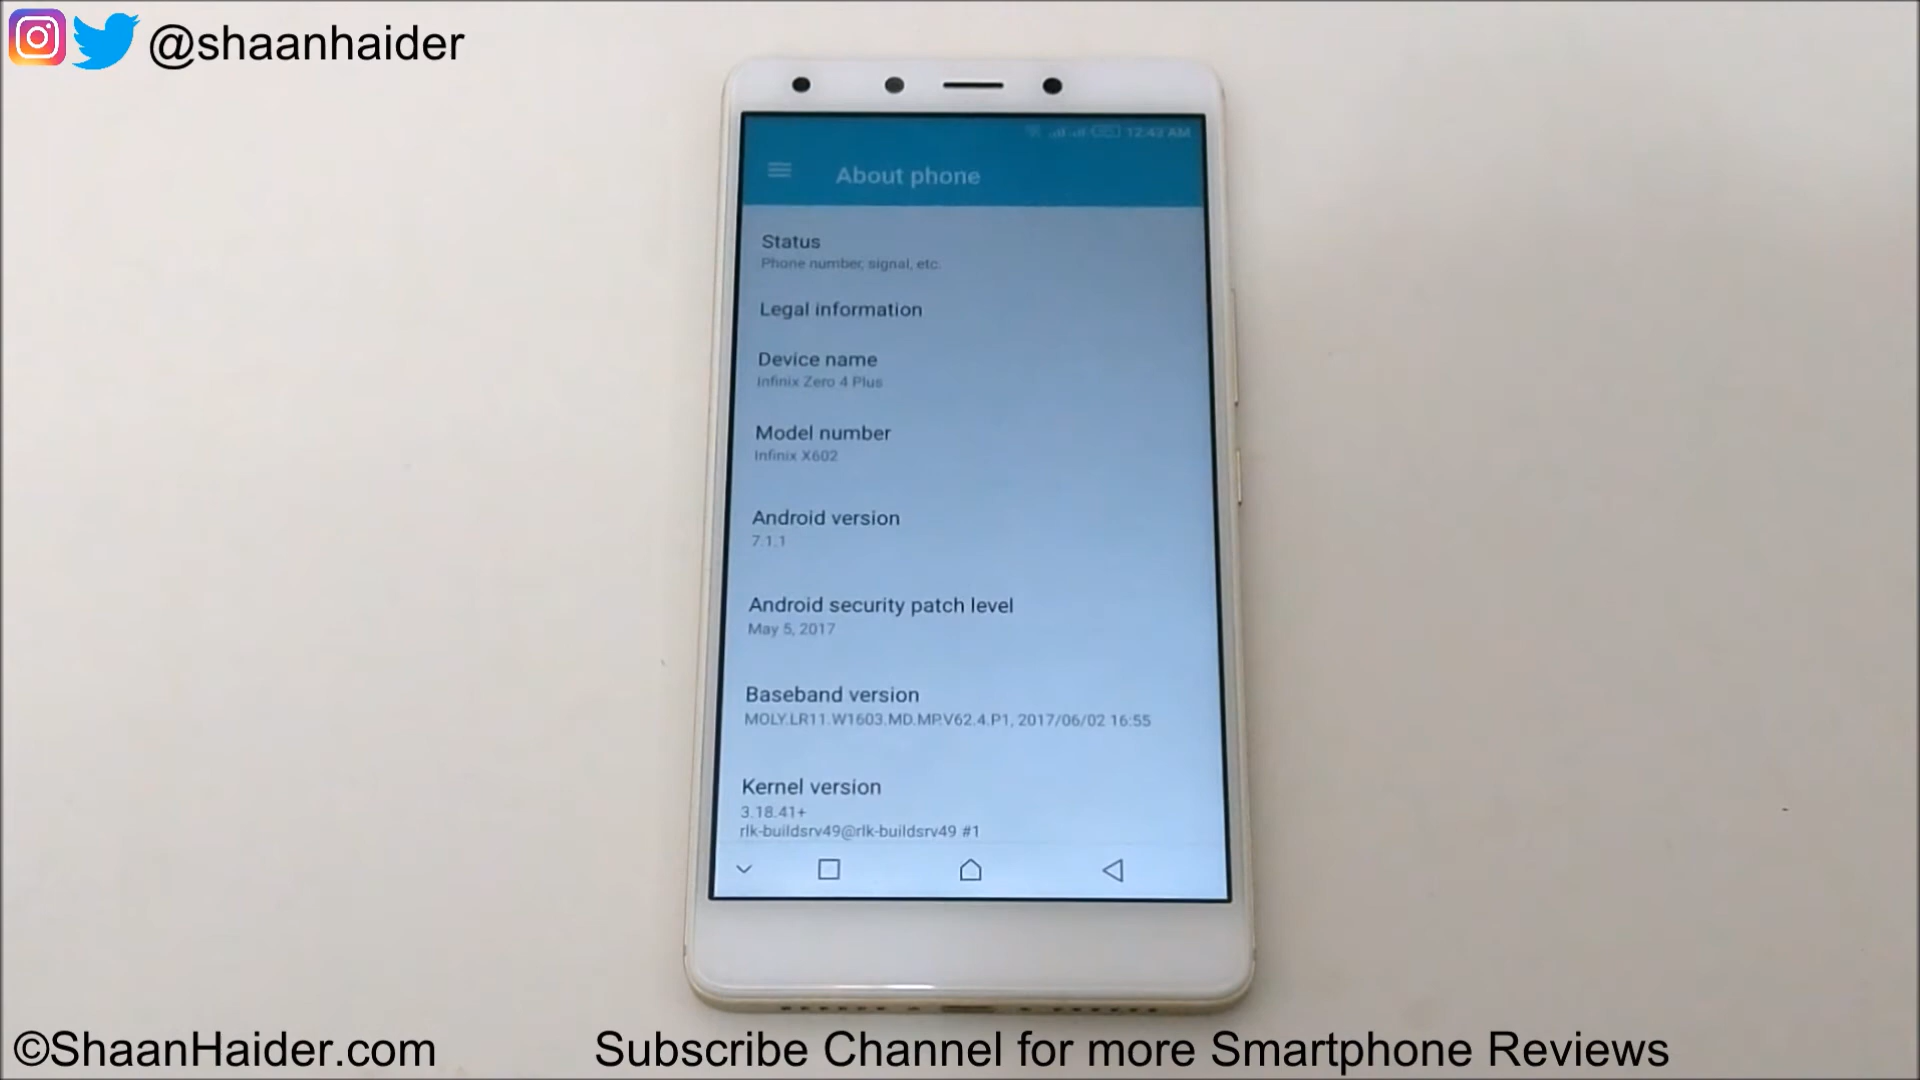 @shaanhaider
12:43 AM
About phone
Status
Phone number, signal, etc.
Legal information
Device name
Infinix Zero 4 Plus
Model number
Infinix X602
Android version
7.1.1
Android security patch level
May 5, 2017
Baseband version
MOLY.LR11.W1603.MD.MP.V62.4.P1, 2017/06/02 16:55
Kernel version
3.18.41+
rlk-buildsrv49@rlk-buildsrv49 #1
©ShaanHaider.com
Subscribe Channel for more Smartphone Reviews